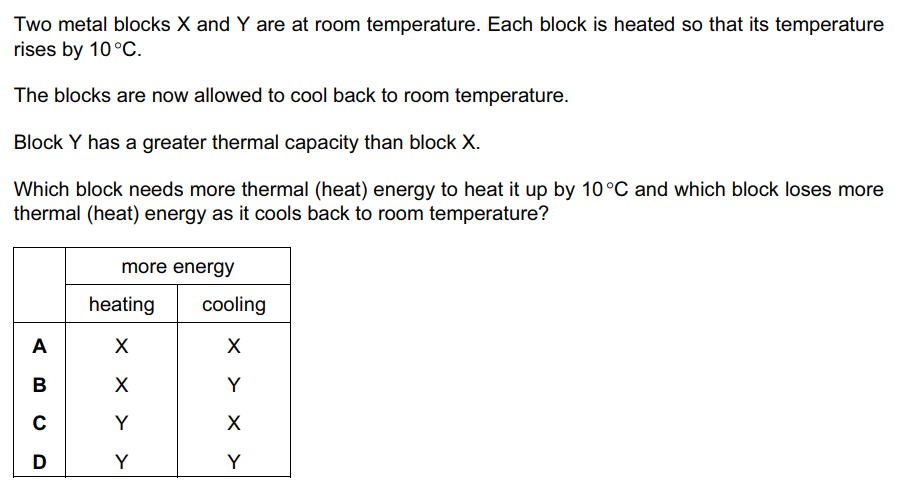 Two metal blocks X and Y are at room temperature. Each block is heated so that its temperature
rises by 10 °C.
The blocks are now allowed to cool back to room temperature.
Block Y has a greater thermal capacity than block X.
Which block needs more thermal (heat) energy to heat it up by 10 °C and which block loses more
thermal (heat) energy as it cools back to room temperature?
more energy
heating cooling
A X X
B X Y
C Y X
D Y Y